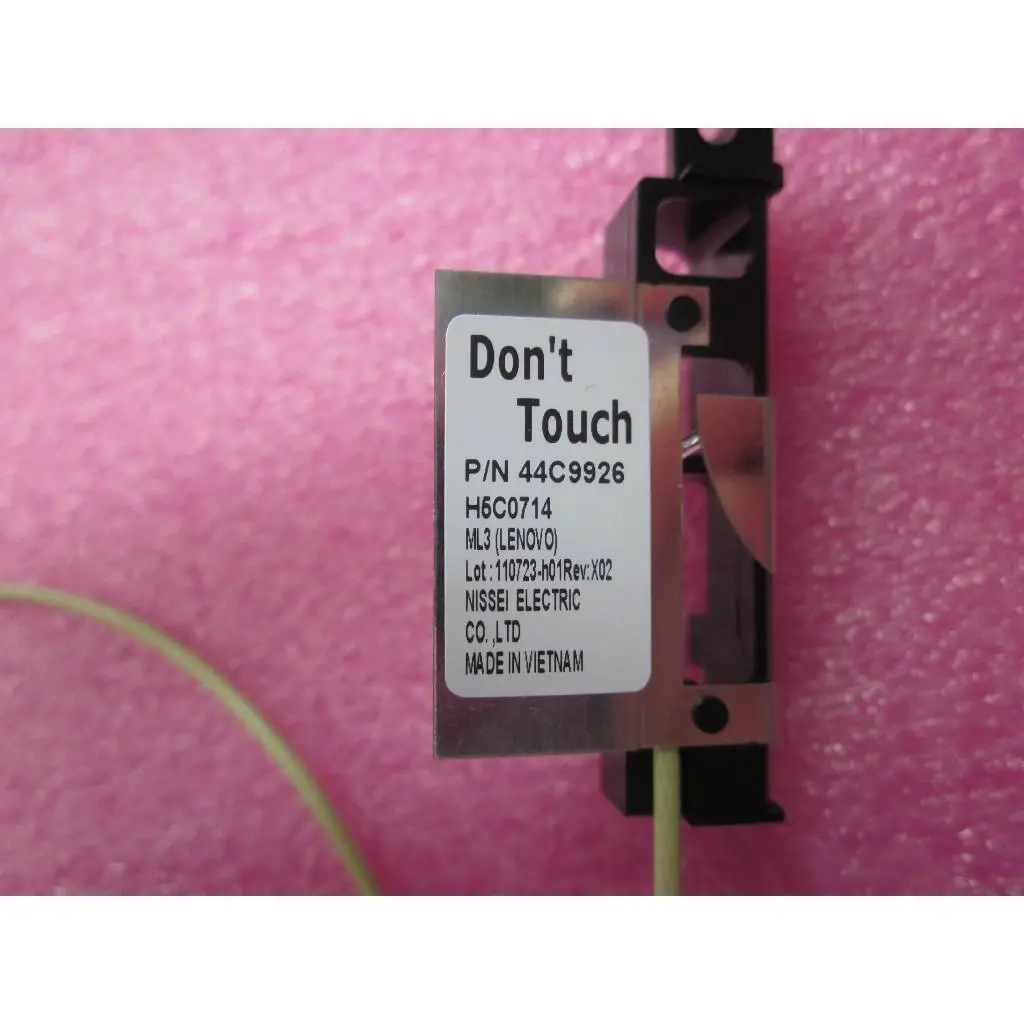 Don't
Touch
P/N 44C9926
H5C0714
ML3 (LENOVO)
Lot:110723-h01Rev:X02
NISSEI ELECTRIC
CO.,LTD
MADE IN VIETNAM